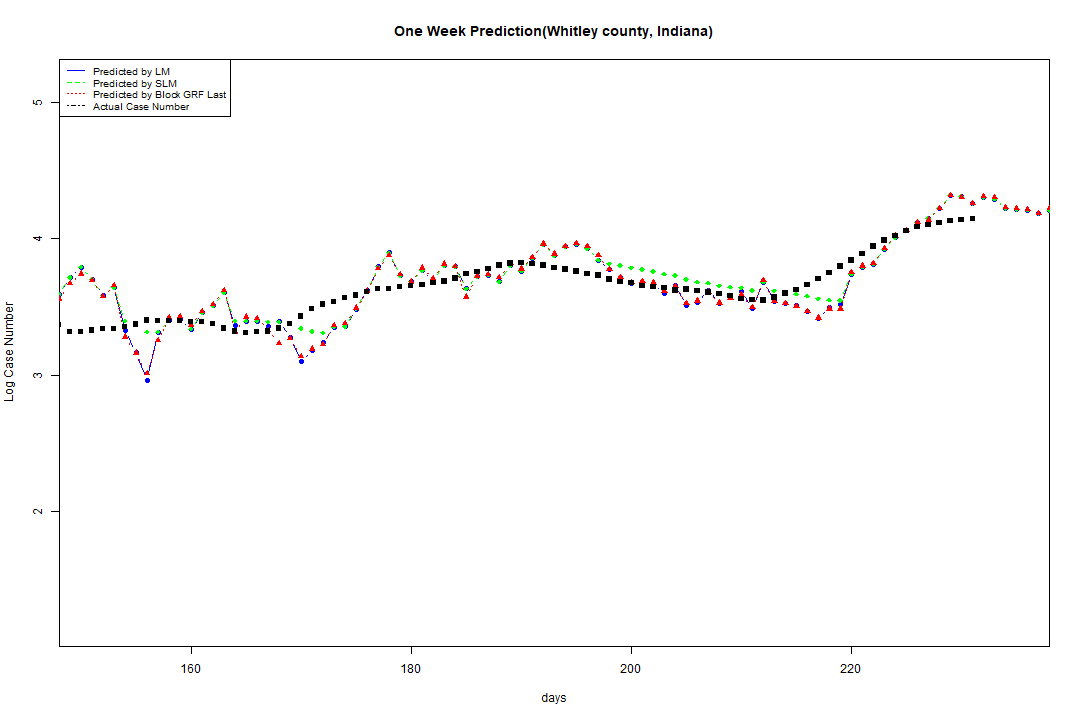 One Week Prediction(Whitley county, Indiana)
Predicted by LM
Predicted by SLM
Predicted by Block GRF Last
Actual Case Number
5
4
3
2
Log Case Number
160 180 200 220
days